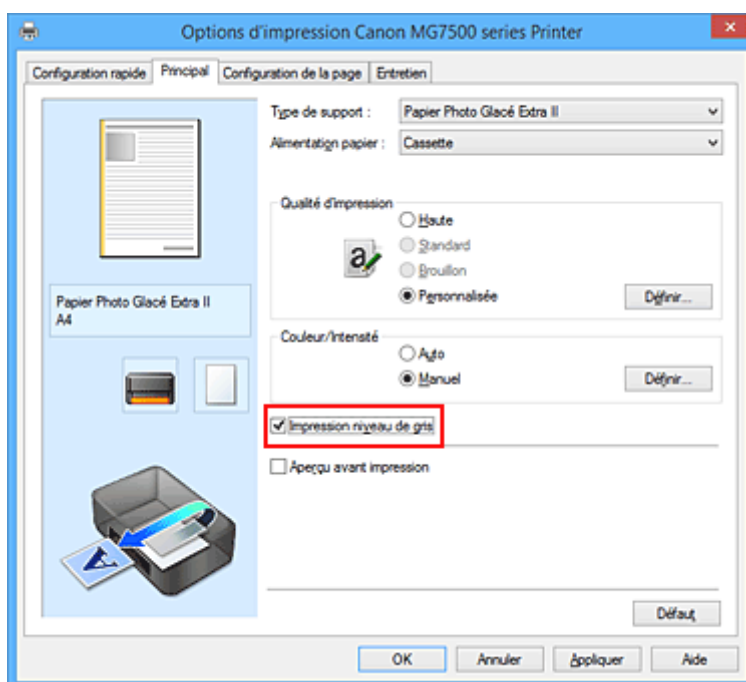 Options d'impression Canon MG7500 series Printer
Configuration rapide Principal Configuration de la page Entretien
Type de support : Papier Photo Glacé Extra II
Alimentation papier : Cassette
Qualité d'impression
Haute
Standard
Brouillon
Personnalisée Définir...
Papier Photo Glacé Extra II
A4
Couleur/Intensité
Auto
Manuel Définir...
Impression niveau de gris
Aperçu avant impression
Défaut
OK Annuler Appliquer Aide